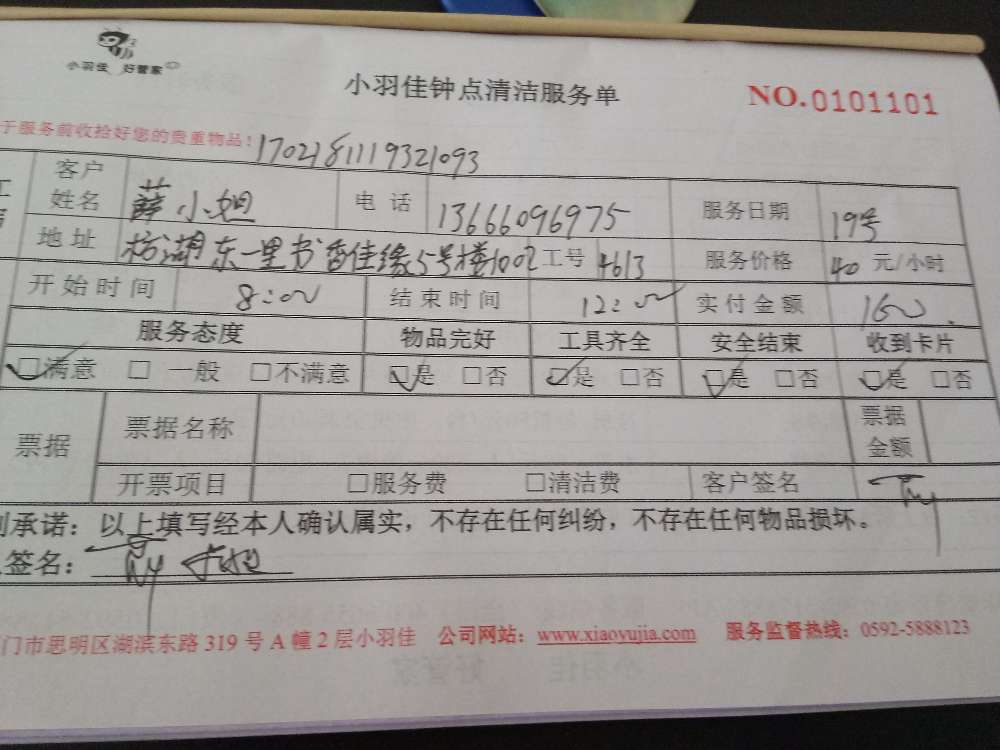 小羽佳 好管家
小羽佳钟点清洁服务单
NO.0101101
于服务前收拾好您的贵重物品！
1702181119321093
客户姓名 薛小姐 电话 13666096975 服务日期 19号
地址 枋湖东一里书香佳缘5号楼1002 工号 4613 服务价格 40 元/小时
开始时间 8:00 结束时间 12:00 实付金额 160.
服务态度 物品完好 工具齐全 安全结束 收到卡片
☑满意 □ 一般 □不满意 ☑是 □否 ☑是 □否 ☑是 □否 ☑是 □否
票据 票据名称 票据金额
开票项目 □服务费 □清洁费 客户签名
承诺：以上填写经本人确认属实，不存在任何纠纷，不存在任何物品损坏。
签名：
门市思明区湖滨东路 319 号 A 幢 2 层小羽佳 公司网站：www.xiaoyujia.com 服务监督热线：0592-5888123